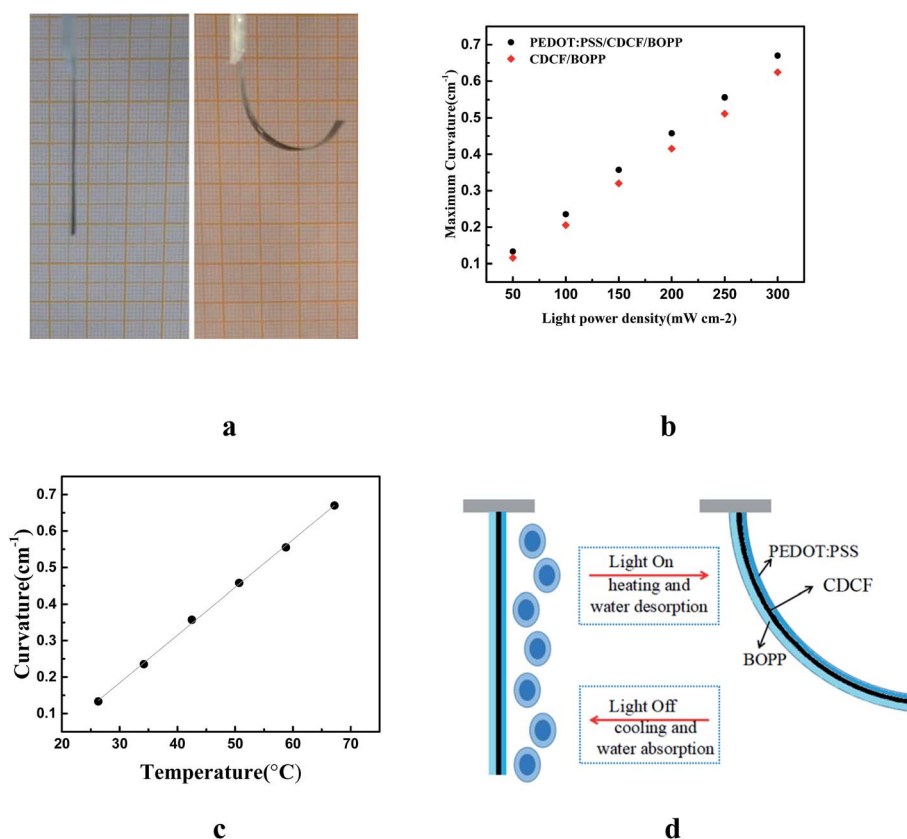 a
PEDOT:PSS/CDCF/BOPP
CDCF/BOPP
Maximum Curvature(cm-1)
0.7
0.6
0.5
0.4
0.3
0.2
0.1
50 100 150 200 250 300
Light power density(mW cm-2)
b
Curvature(cm-1)
0.7
0.6
0.5
0.4
0.3
0.2
0.1
20 30 40 50 60 70
Temperature(°C)
c
Light On
heating and
water desorption
Light Off
cooling and
water absorption
PEDOT:PSS
CDCF
BOPP
d